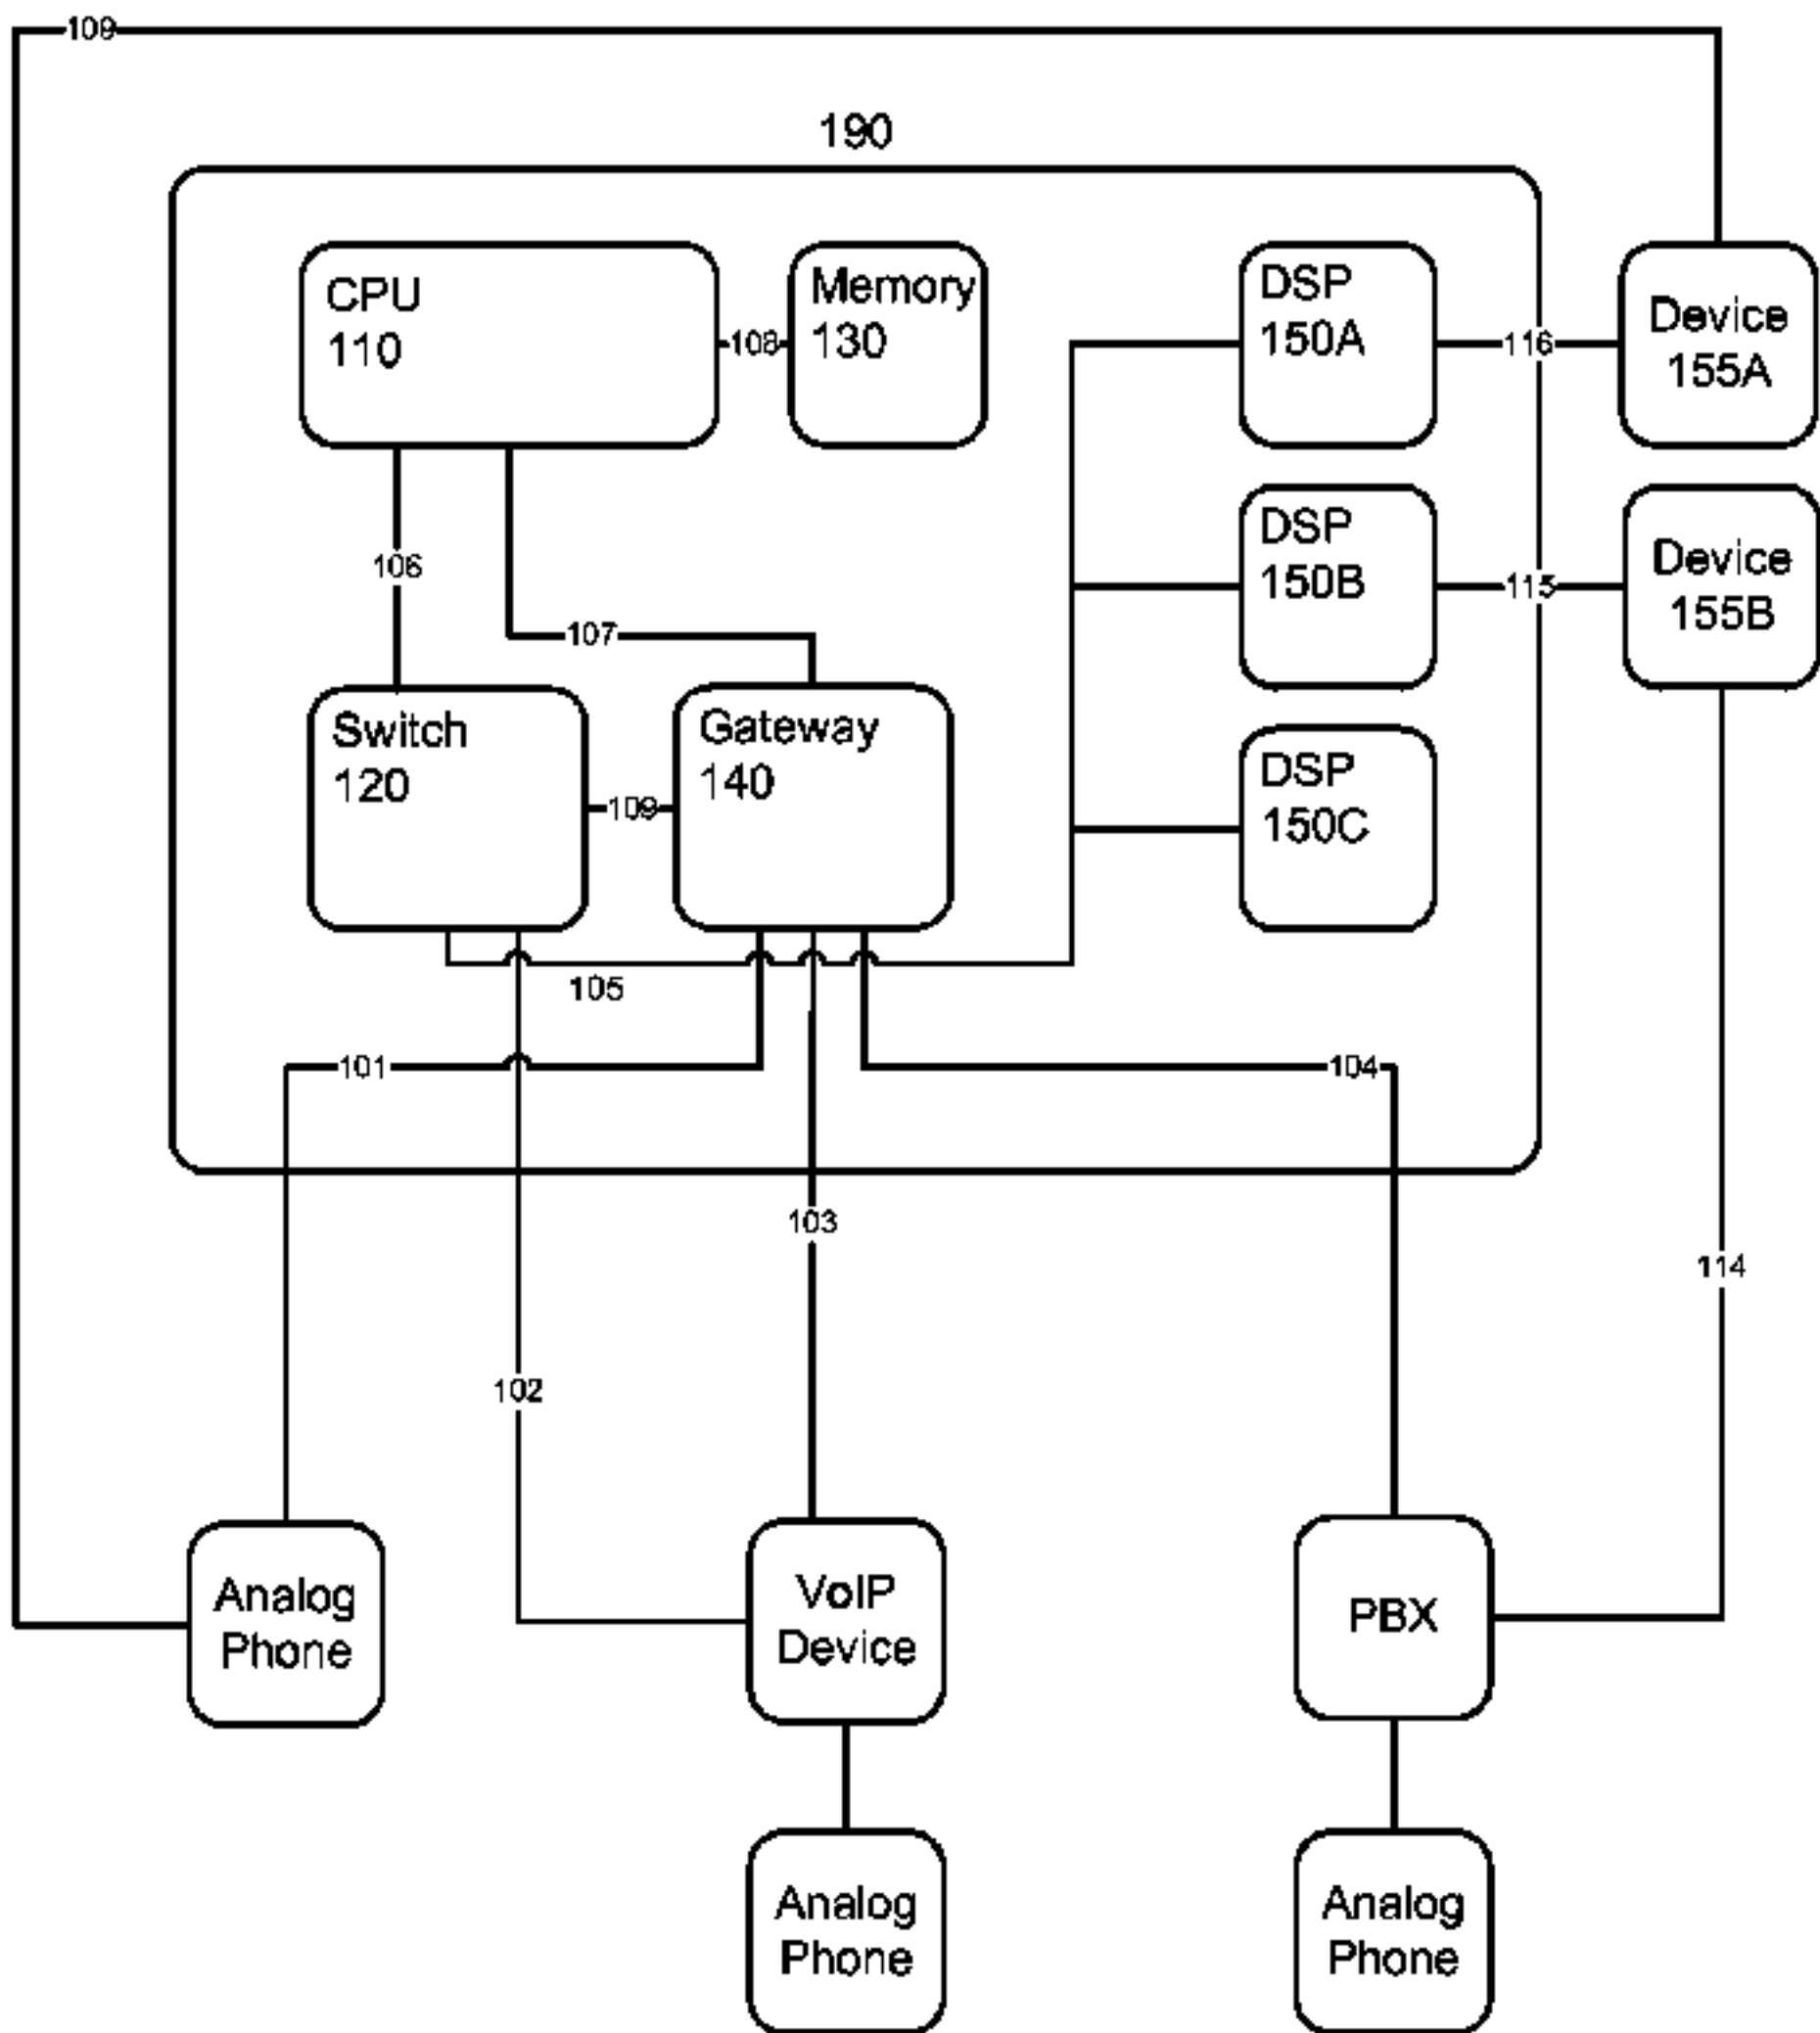 109
190
CPU
110
108
Memory
130
DSP
150A
116
Device
155A
106
107
DSP
150B
115
Device
155B
Switch
120
109
Gateway
140
DSP
150C
105
101
104
103
114
102
Analog
Phone
VoIP
Device
PBX
Analog
Phone
Analog
Phone